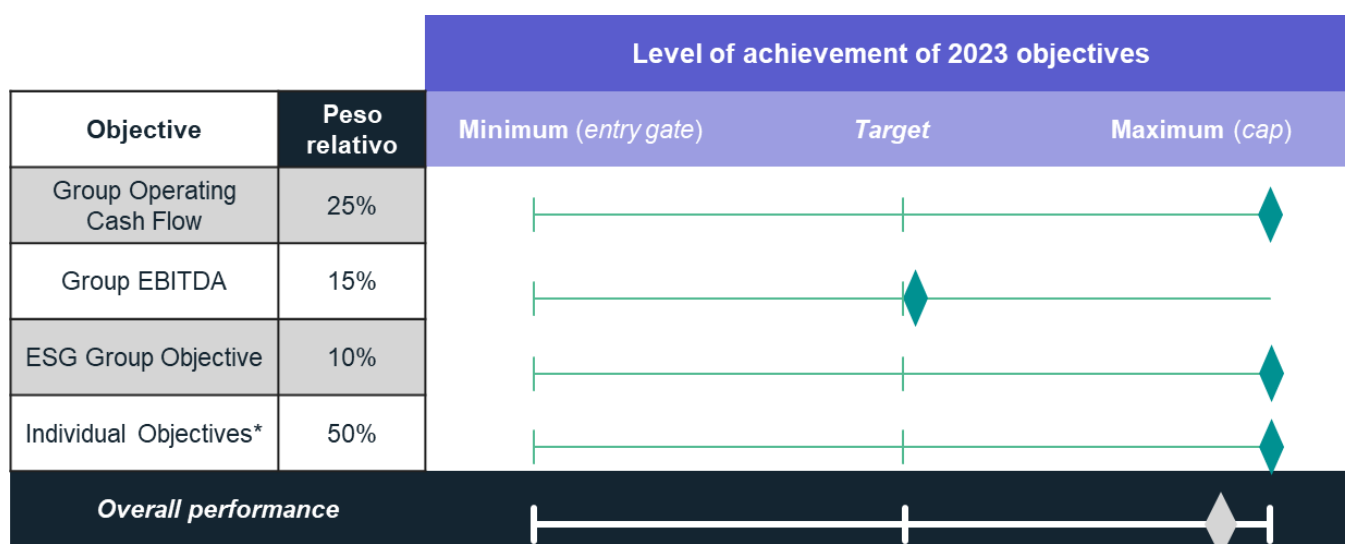 Level of achievement of 2023 objectives
Objective
Peso
relativo
Minimum (entry gate)
Target
Maximum (cap)
Group Operating
Cash Flow
25%
Group EBITDA
15%
ESG Group Objective
10%
Individual Objectives*
50%
Overall performance